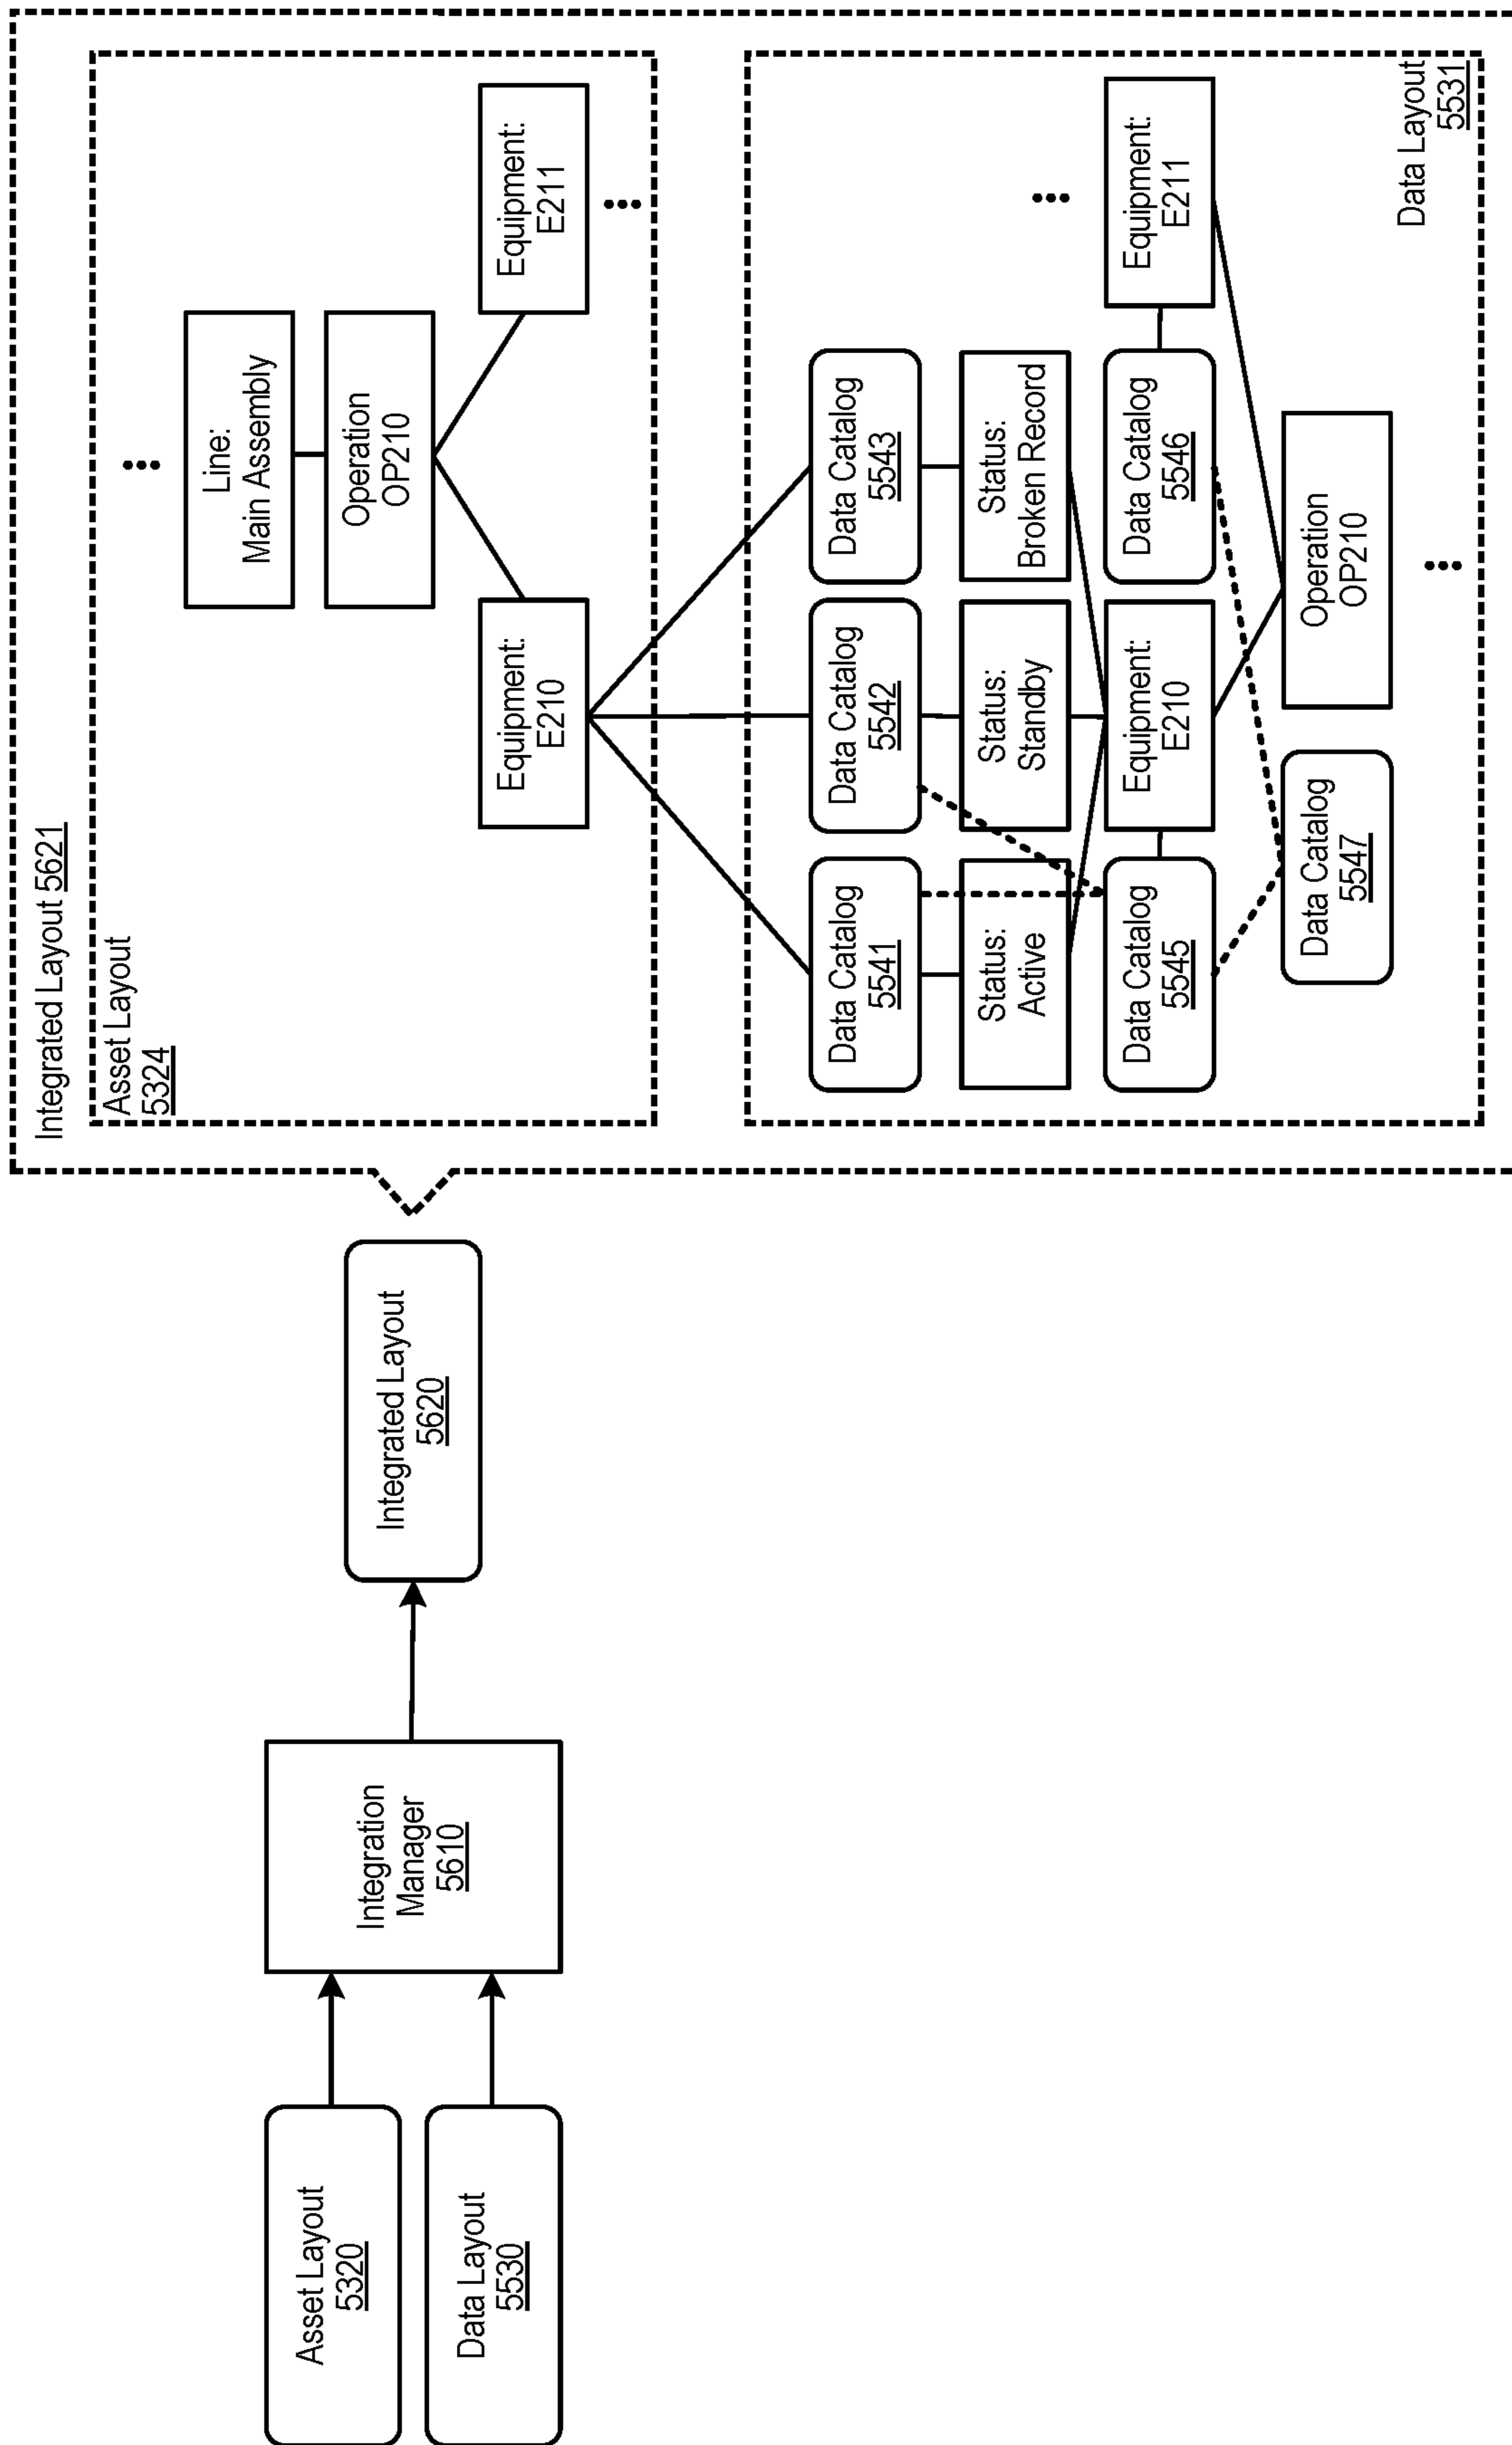 Asset Layout
5320
Data Layout
5530
Integration
Manager
5610
Integrated Layout
5620
Integrated Layout 5621
Asset Layout
5324
Line:
Main Assembly
Operation
OP210
Equipment:
E210
Equipment:
E211
Data Catalog
5541
Data Catalog
5542
Data Catalog
5543
Status:
Active
Status:
Standby
Status:
Broken Record
Data Catalog
5545
Equipment:
E210
Data Catalog
5546
Equipment:
E211
Data Catalog
5547
Operation
OP210
Data Layout
5531